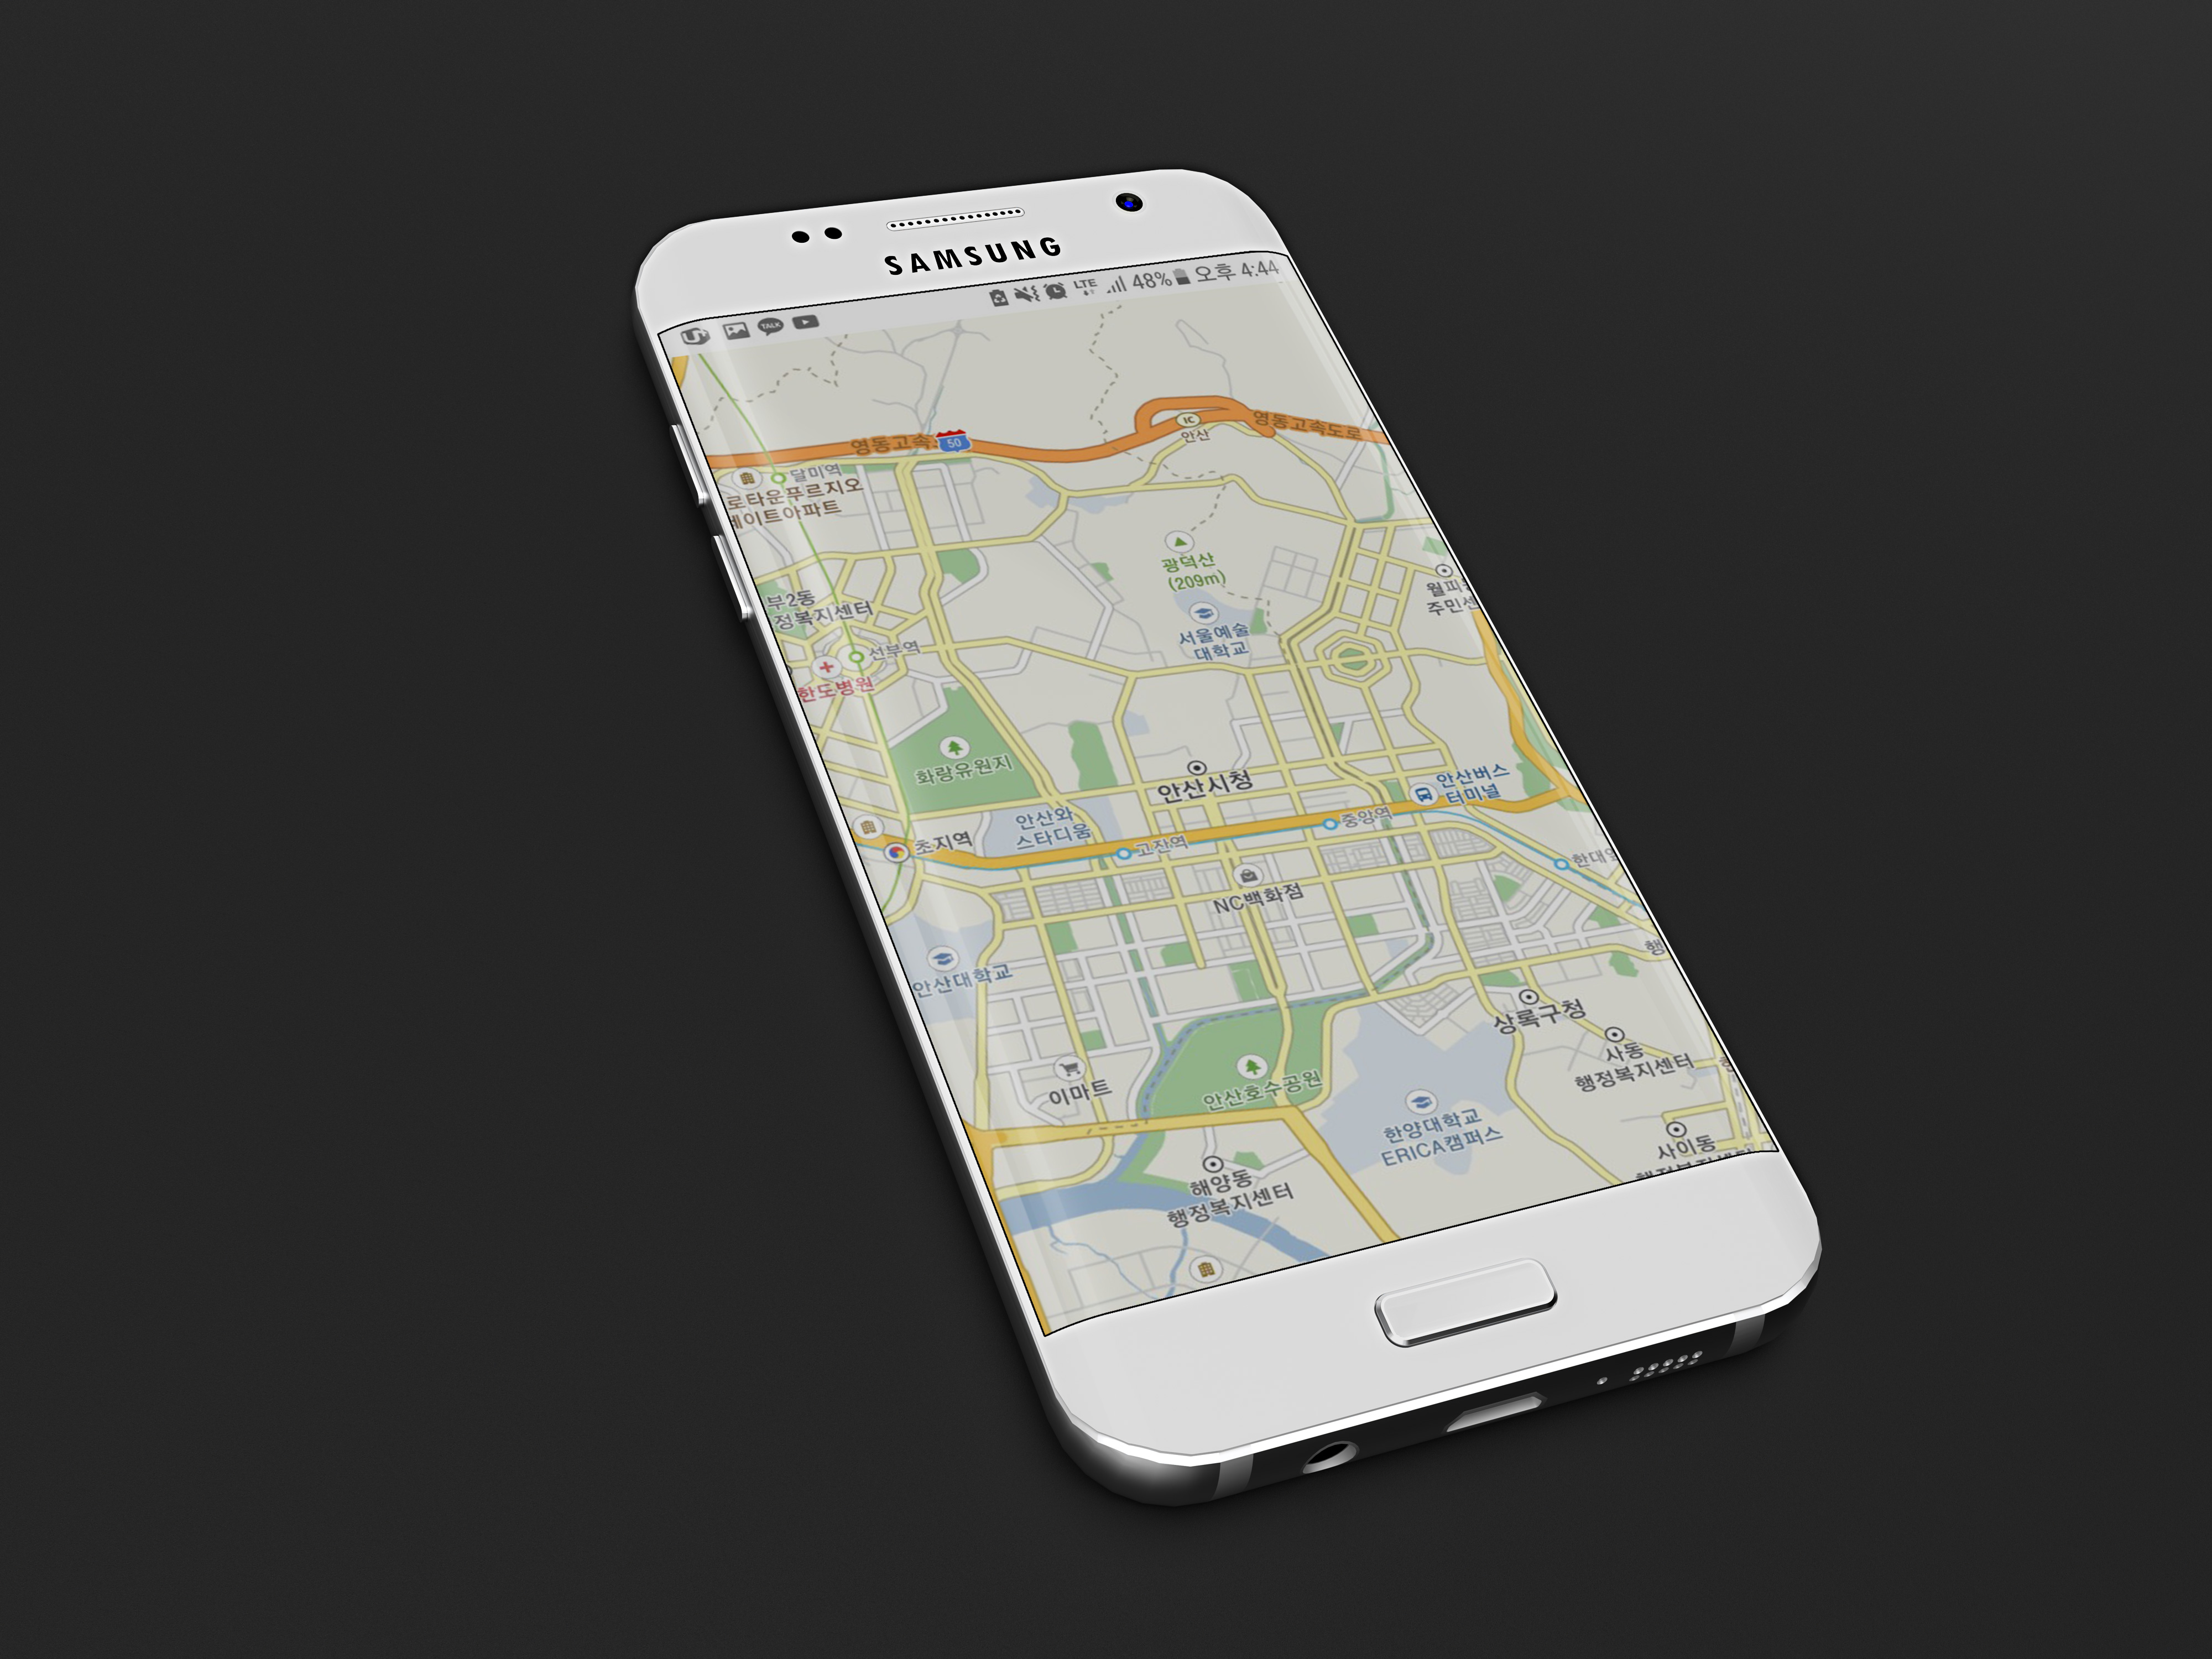 SAMSUNG
U+ TALK LTE 48% 오후 4:44
영동고속도로
IC
안산
영동고속
50
달미역
로타운푸르지오
에이트아파트
광덕산
(209m)
월피
주민센
부2동
정복지센터
서울예술
대학교
선부역
한도병원
화랑유원지
안산시청
안산버스
터미널
안산와
스타디움
중앙역
초지역
고잔역
한대
NC백화점
행
안산대학교
상록구청
사동
행정복지센터
이마트
안산호수공원
한양대학교
ERICA캠퍼스
사이동
해양동
행정복지센터